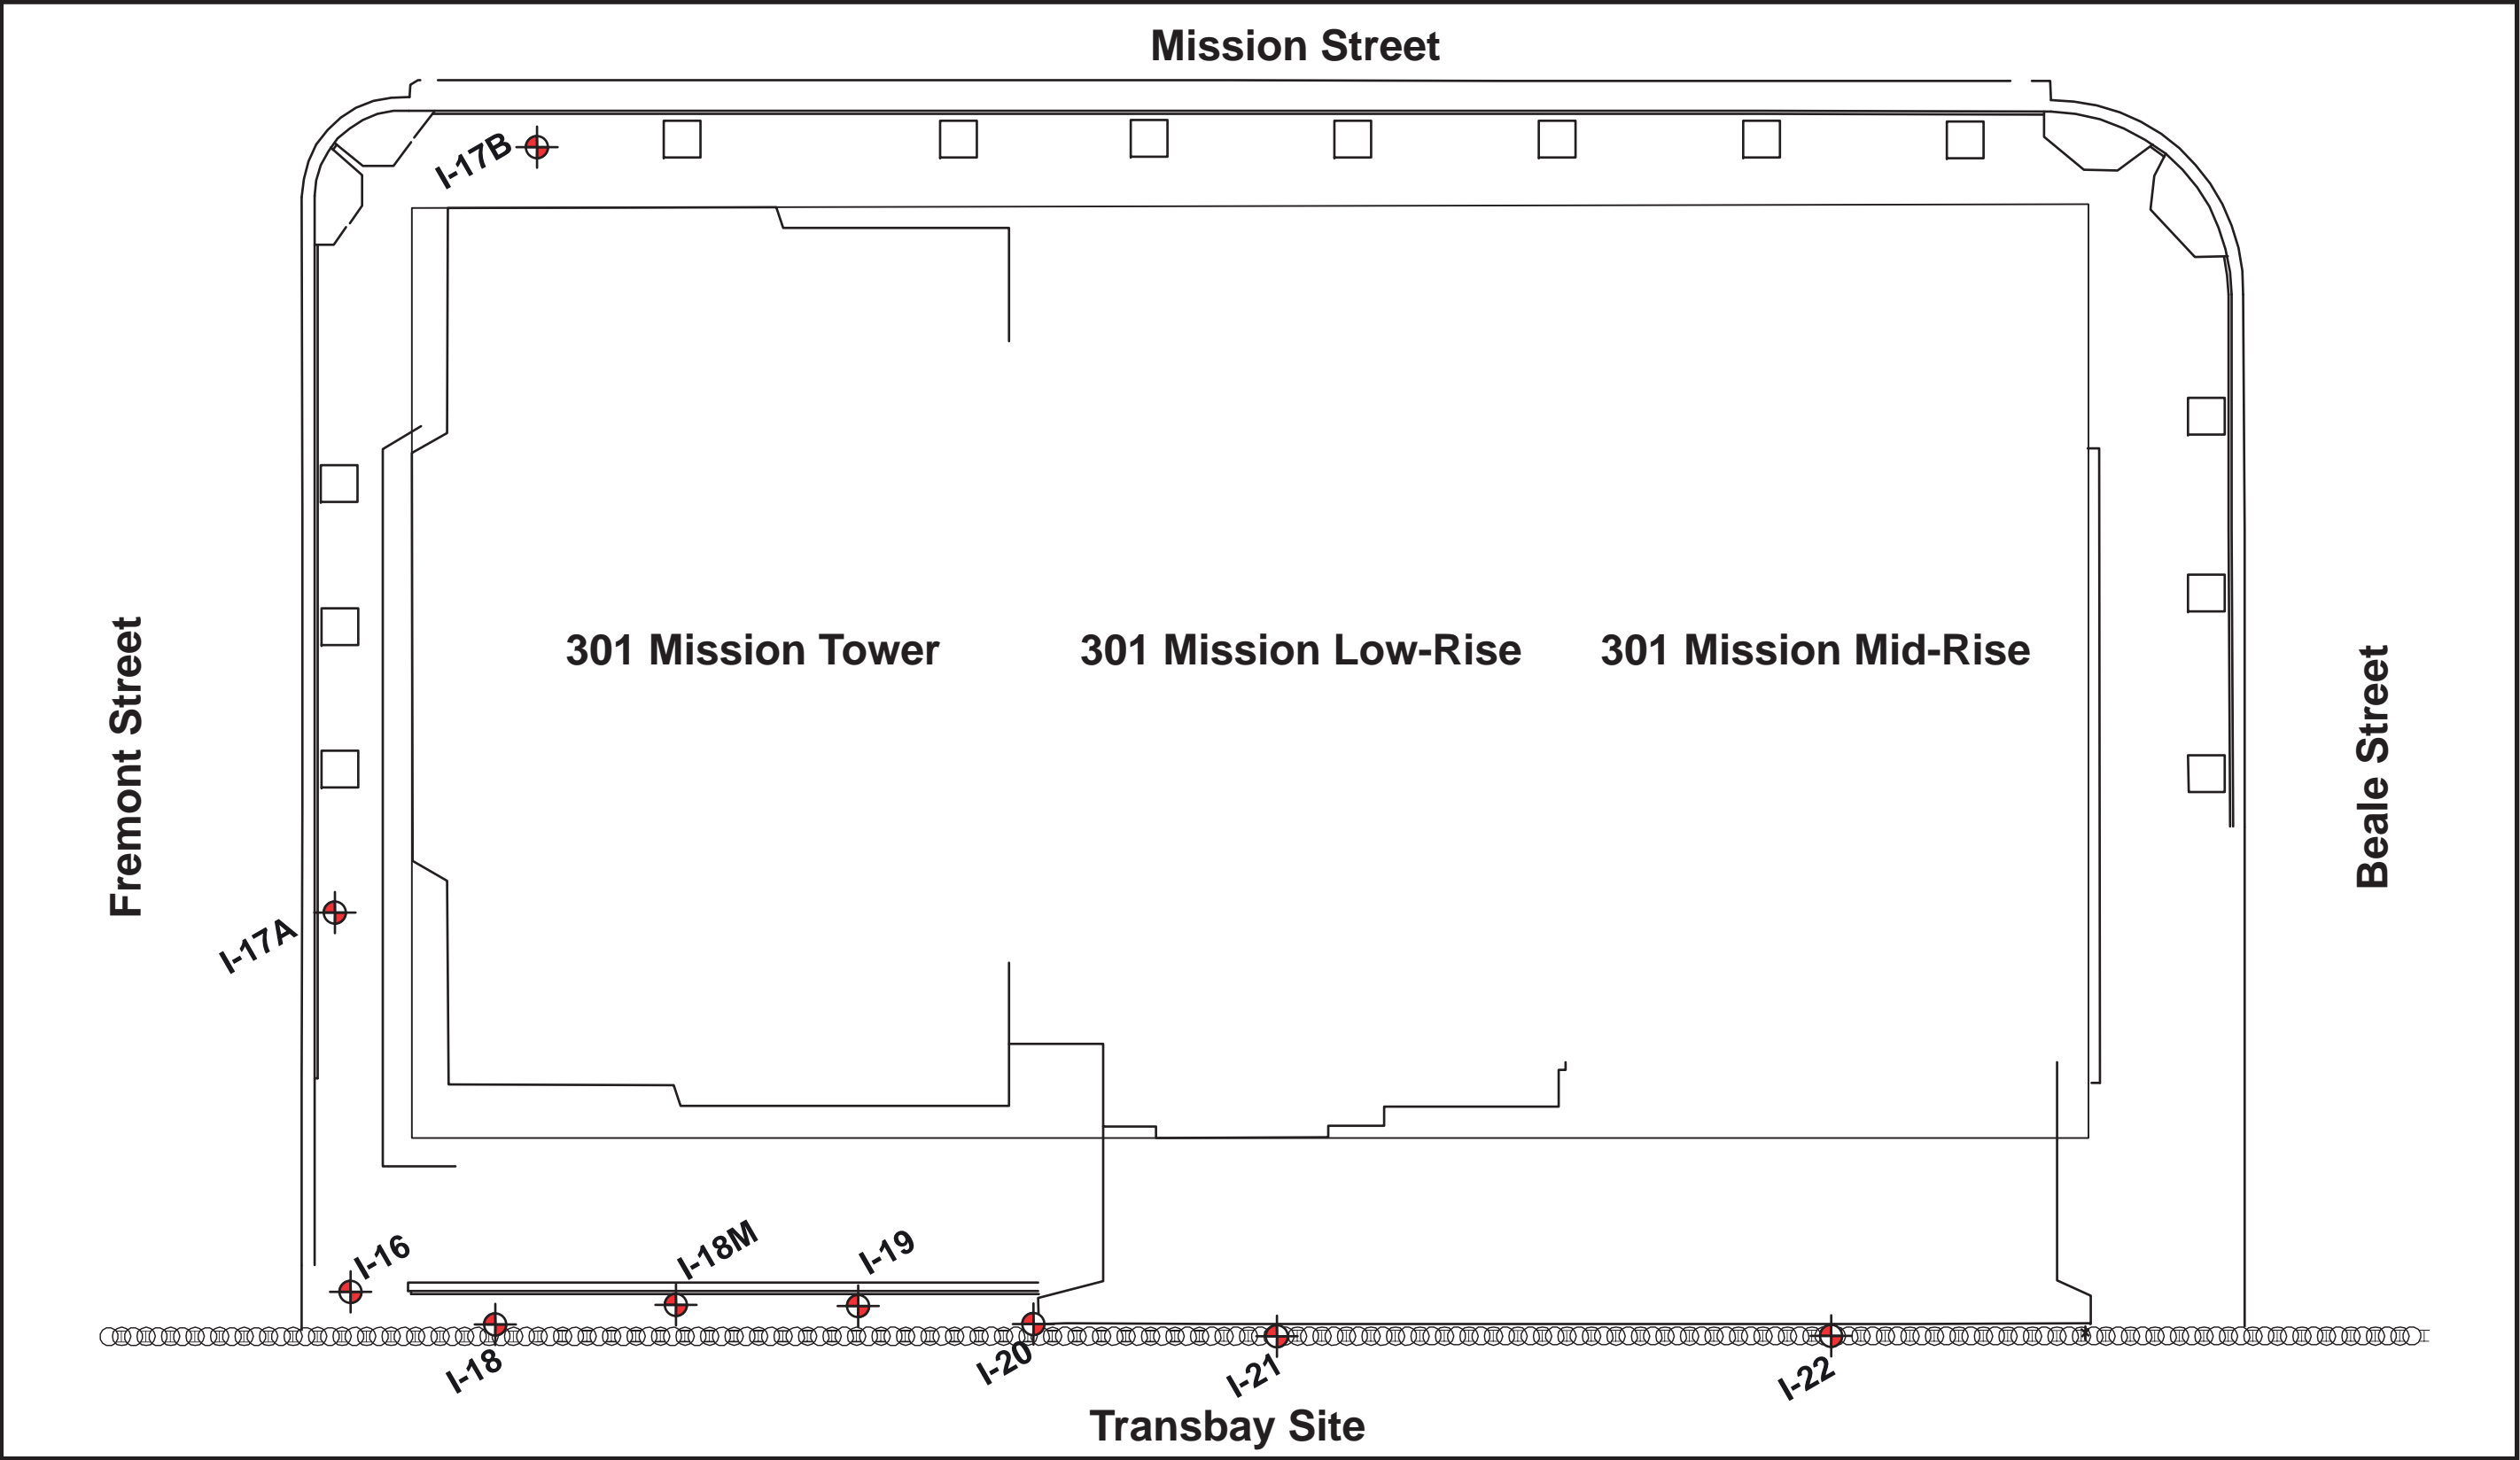 Mission Street
I-17B
301 Mission Tower
301 Mission Low-Rise
301 Mission Mid-Rise
Fremont Street
Beale Street
I-17A
I-16
I-18M
I-19
I-18
I-20
I-21
I-22
Transbay Site